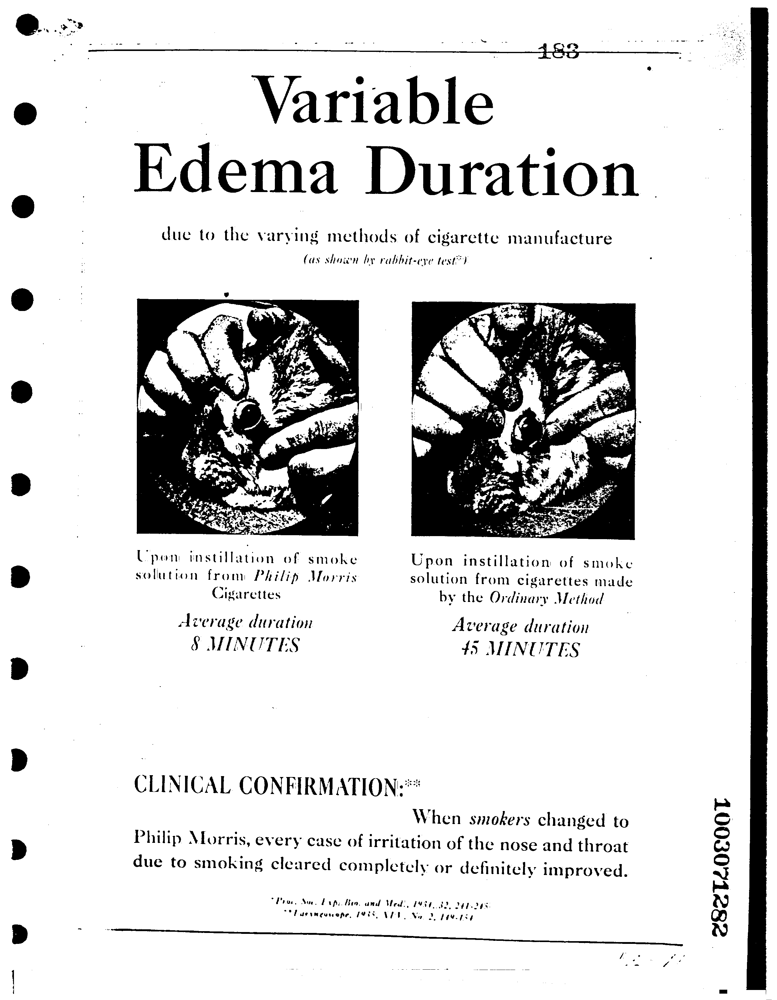 183
Variable
Edema Duration
due to the varying methods of cigarette manufacture
(as shown by rabbit-eye test*)
Upon instillation of smoke
solution from Philip Morris
Cigarettes
Average duration
8 MINUTES
Upon instillation of smoke
solution from cigarettes made
by the Ordinary Method
Average duration
45 MINUTES
CLINICAL CONFIRMATION:**
When smokers changed to
Philip Morris, every case of irritation of the nose and throat
due to smoking cleared completely or definitely improved.
*Proc. Soc. Exp. Bio. and Med., 1934, 32, 241-245
**Laryngoscope, 1935, XLV, No. 2, 149-154
1003071282